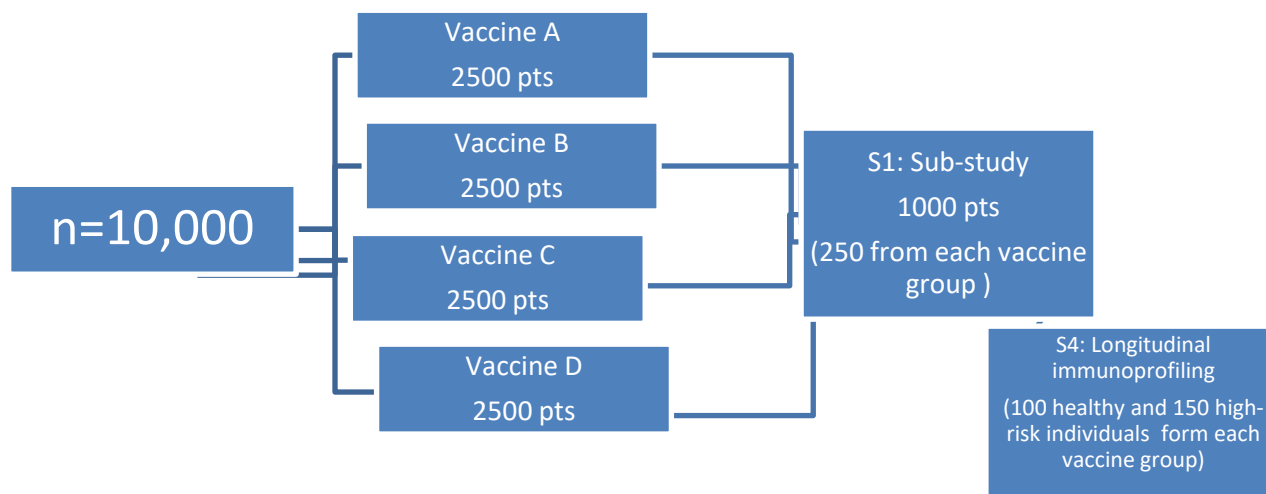 n=10,000
Vaccine A
2500 pts
Vaccine B
2500 pts
Vaccine C
2500 pts
Vaccine D
2500 pts
S1: Sub-study
1000 pts
(250 from each vaccine
group )
S4: Longitudinal
immunoprofiling
(100 healthy and 150 high-
risk individuals form each
vaccine group)